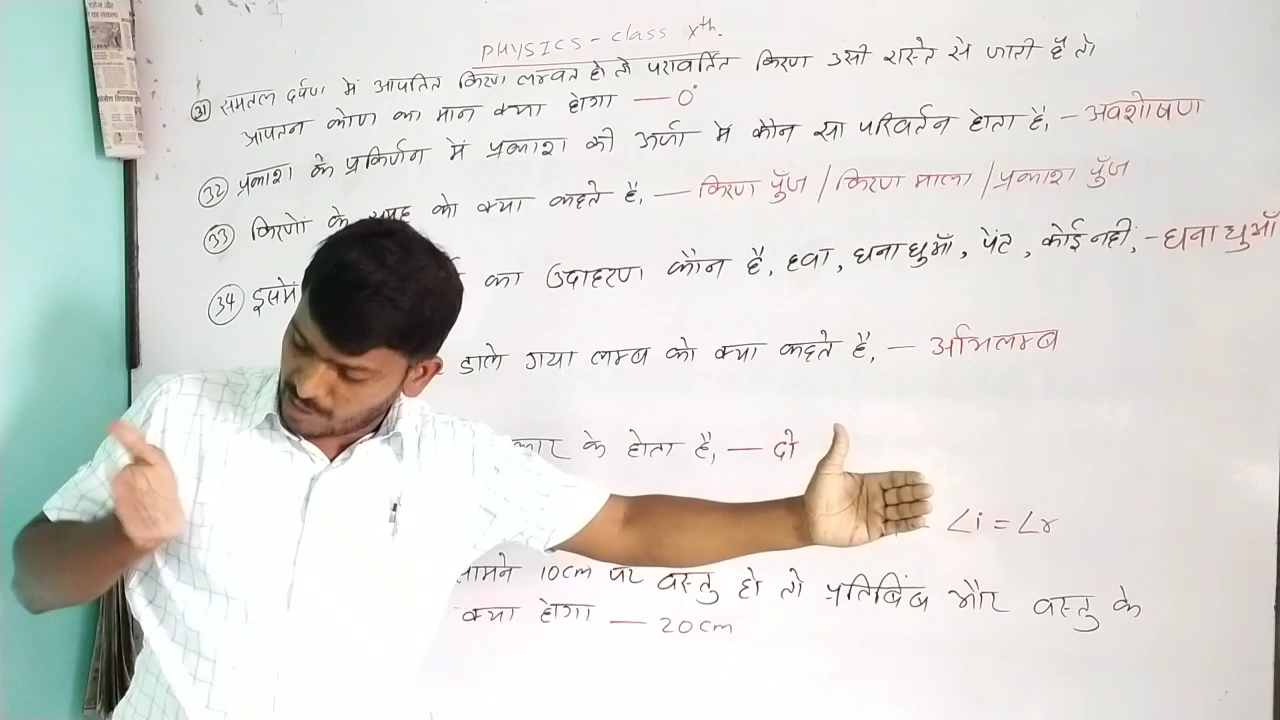 PHYSICS - class Xth.
31 समतल दर्पण में आपतित किरण लम्बत हो तो परावर्तित किरण उसी रास्ते से जाती है तो
आपतन कोण का मान क्या होगा — 0°
32 प्रकाश के प्रकिर्णन में प्रकाश की ऊर्जा में कौन सा परिवर्तन होता है, - अवशोषण
33 किरणों के समूह को क्या कहते है, — किरण पुँज / किरण माला / प्रकाश पुँज
34 इसमें का उदाहरण कौन है, हवा, घना धुआँ, पेंट, कोई नही, - घना धुआँ
डाले गया लम्ब को क्या कहते है, — अभिलम्ब
के होता है, — दो
∠i = ∠r
सामने 10cm पर वस्तु हो तो प्रतिबिंब और वस्तु के
क्या होगा — 20cm